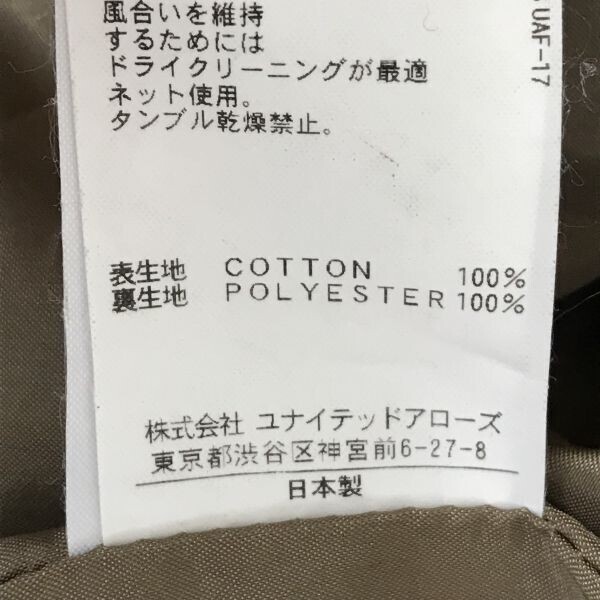 風合いを維持
するためには
ドライクリーニングが最適
ネット使用。
タンブル乾燥禁止。
UAF-17
表生地 COTTON 100%
裏生地 POLYESTER 100%
株式会社 ユナイテッドアローズ
東京都渋谷区神宮前6-27-8
日本製